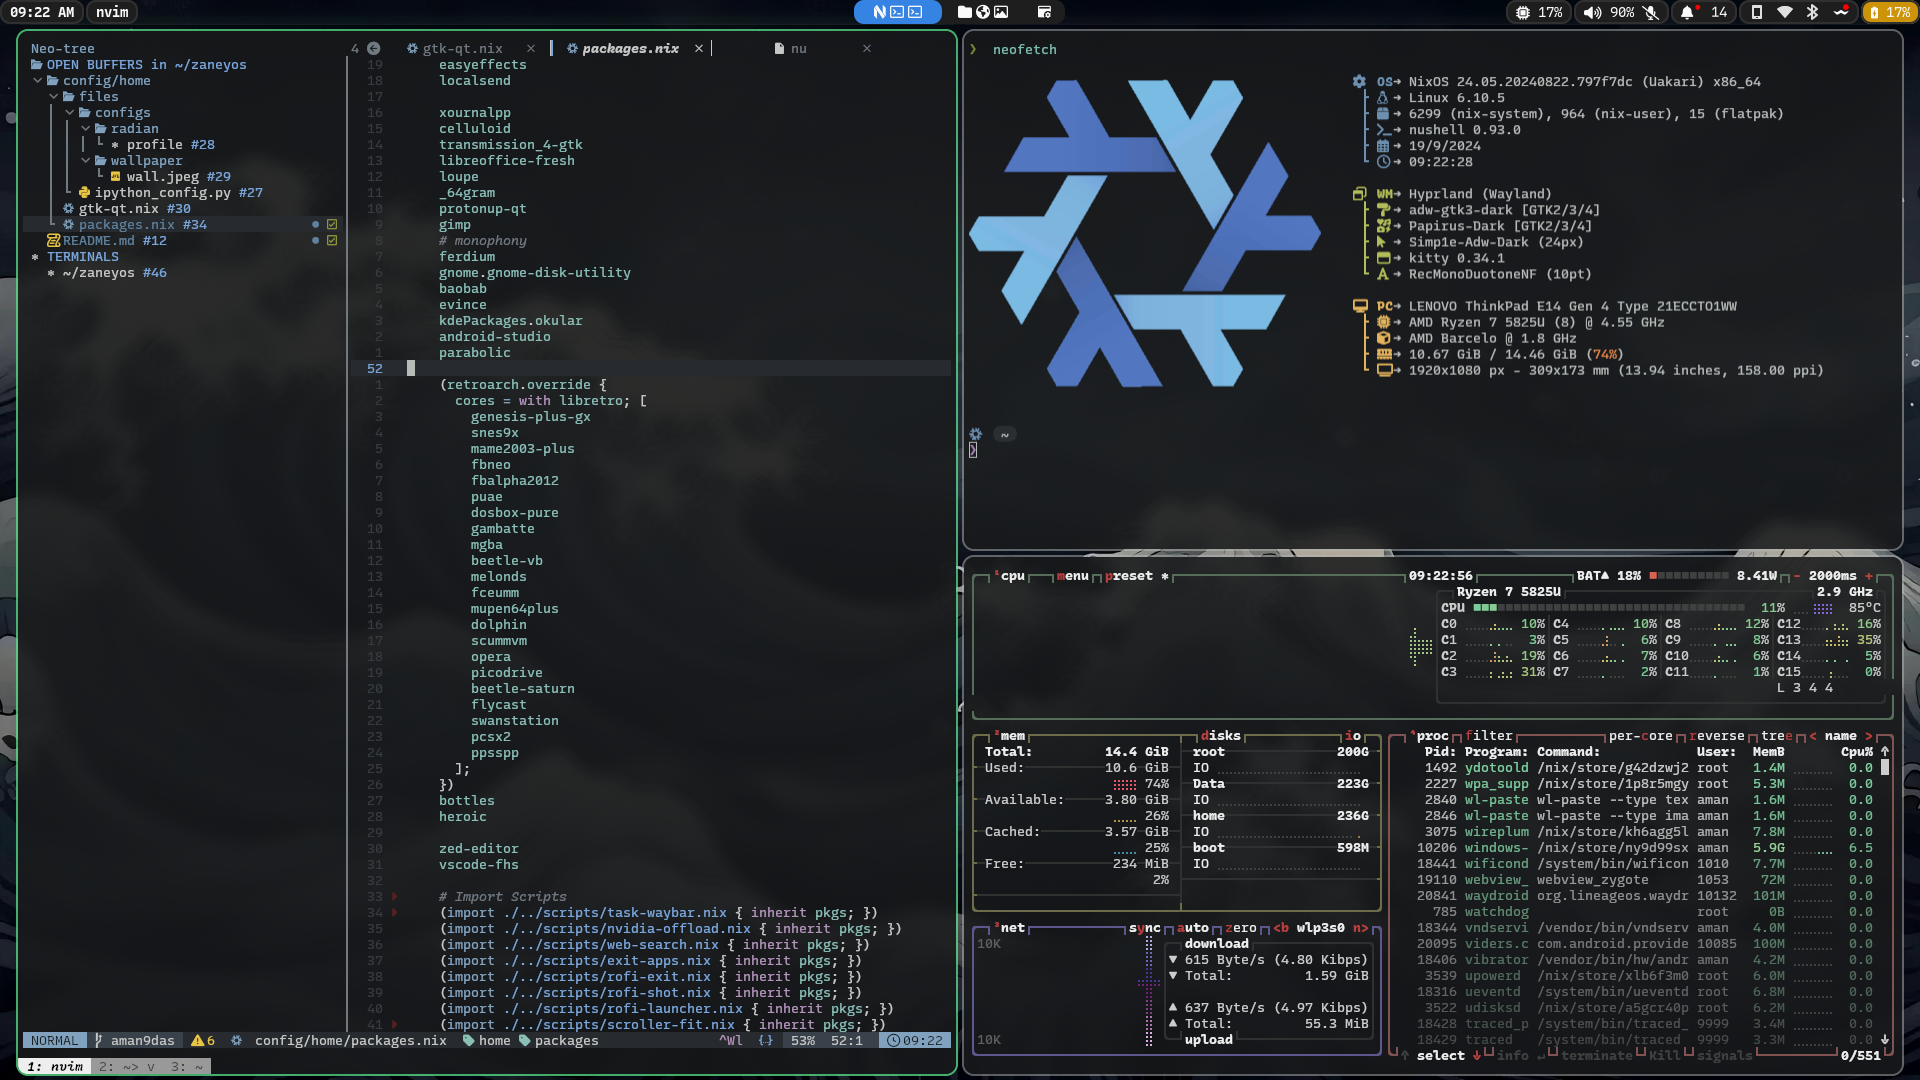 09:22 AM nvim
17% 90% 14 17%
Neo-tree
OPEN BUFFERS in ~/zaneyos
config/home
files
configs
radian
* profile #28
wallpaper
wall.jpeg #29
ipython_config.py #27
gtk-qt.nix #30
packages.nix #34
README.md #12
* TERMINALS
* ~/zaneyos #46
4 gtk-qt.nix × packages.nix × nu ×
19 easyeffects
18 localsend
17
16 xournalpp
15 celluloid
14 transmission_4-gtk
13 libreoffice-fresh
12 loupe
11 _64gram
10 protonup-qt
9 gimp
8 # monophony
7 ferdium
6 gnome.gnome-disk-utility
5 baobab
4 evince
3 kdePackages.okular
2 android-studio
1 parabolic
52
1 (retroarch.override {
2 cores = with libretro; [
3 genesis-plus-gx
4 snes9x
5 mame2003-plus
6 fbneo
7 fbalpha2012
8 puae
9 dosbox-pure
10 gambatte
11 mgba
12 beetle-vb
13 melonds
14 fceumm
15 mupen64plus
16 dolphin
17 scummvm
18 opera
19 picodrive
20 beetle-saturn
21 flycast
22 swanstation
23 pcsx2
24 ppsspp
25 ];
26 })
27 bottles
28 heroic
29
30 zed-editor
31 vscode-fhs
32
33 # Import Scripts
34 (import ./../scripts/task-waybar.nix { inherit pkgs; })
35 (import ./../scripts/nvidia-offload.nix { inherit pkgs; })
36 (import ./../scripts/web-search.nix { inherit pkgs; })
37 (import ./../scripts/exit-apps.nix { inherit pkgs; })
38 (import ./../scripts/rofi-exit.nix { inherit pkgs; })
39 (import ./../scripts/rofi-shot.nix { inherit pkgs; })
40 (import ./../scripts/rofi-launcher.nix { inherit pkgs; })
41 (import ./../scripts/scroller-fit.nix { inherit pkgs; })
NORMAL aman9das 6 config/home/packages.nix home packages ^Wl {.} 53% 52:1 09:22
1: nvim 2: ~> v 3: ~
❯ neofetch
OS➜ NixOS 24.05.20240822.797f7dc (Uakari) x86_64
➜ Linux 6.10.5
➜ 6299 (nix-system), 964 (nix-user), 15 (flatpak)
➜ nushell 0.93.0
➜ 19/9/2024
➜ 09:22:28
WM➜ Hyprland (Wayland)
➜ adw-gtk3-dark [GTK2/3/4]
➜ Papirus-Dark [GTK2/3/4]
➜ Simp1e-Adw-Dark (24px)
➜ kitty 0.34.1
➜ RecMonoDuotoneNF (10pt)
PC➜ LENOVO ThinkPad E14 Gen 4 Type 21ECCTO1WW
➜ AMD Ryzen 7 5825U (8) @ 4.55 GHz
➜ AMD Barcelo @ 1.8 GHz
➜ 10.67 GiB / 14.46 GiB (74%)
➜ 1920x1080 px - 309x173 mm (13.94 inches, 158.00 ppi)
~
❯
¹cpu menu preset * 09:22:56 BAT▲ 18% 8.41W - 2000ms +
Ryzen 7 5825U 2.9 GHz
CPU 11% 85°C
C0 10% C4 10% C8 12% C12 16%
C1 3% C5 6% C9 8% C13 35%
C2 19% C6 7% C10 6% C14 5%
C3 31% C7 2% C11 1% C15 0%
L 3 4 4
²mem
Total: 14.4 GiB
Used: 10.6 GiB
74%
Available: 3.80 GiB
26%
Cached: 3.57 GiB
25%
Free: 234 MiB
2%
disks io
root 200G
IO
Data 223G
IO
home 236G
IO
boot 598M
IO
³net sync auto zero <b wlp3s0 n>
10K
download
▼ 615 Byte/s (4.80 Kibps)
▼ Total: 1.59 GiB
▲ 637 Byte/s (4.97 Kibps)
▲ Total: 55.3 MiB
10K
upload
⁴proc filter per-core reverse tree < name >
Pid: Program: Command: User: MemB Cpu% ↑
1492 ydotoold /nix/store/g42dzwj2 root 1.4M 0.0
2227 wpa_supp /nix/store/1p8r5mgy root 5.3M 0.0
2840 wl-paste wl-paste --type tex aman 1.6M 0.0
2846 wl-paste wl-paste --type ima aman 1.6M 0.0
3075 wireplum /nix/store/kh6agg5l aman 7.8M 0.0
10206 windows- /nix/store/ny9d99sx aman 5.9G 6.5
18441 wificond /system/bin/wificon 1010 7.7M 0.0
19110 webview_ webview_zygote 1053 72M 0.0
20841 waydroid org.lineageos.waydr 10132 101M 0.0
785 watchdog root 0B 0.0
18344 vndservi /vendor/bin/vndserv aman 4.0M 0.0
20095 viders.c com.android.provide 10085 100M 0.0
18406 vibrator /vendor/bin/hw/andr aman 4.2M 0.0
3539 upowerd /nix/store/xlb6f3m0 root 6.0M 0.0
18316 ueventd /system/bin/ueventd root 6.8M 0.0
3522 udisksd /nix/store/a5gcr40p root 6.2M 0.0
18428 traced_p /system/bin/traced_ 9999 3.4M 0.0
18429 traced /system/bin/traced 9999 3.3M 0.0 ↓
↑ select ↓ info ↵ terminate Kill signals 0/551